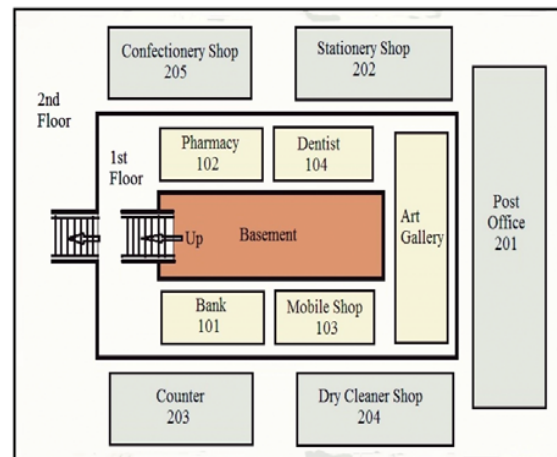 Confectionery Shop
205
Stationery Shop
202
2nd
Floor
1st
Floor
Pharmacy
102
Dentist
104
Art
Gallery
Post
Office
201
Up
Basement
Bank
101
Mobile Shop
103
Counter
203
Dry Cleaner Shop
204